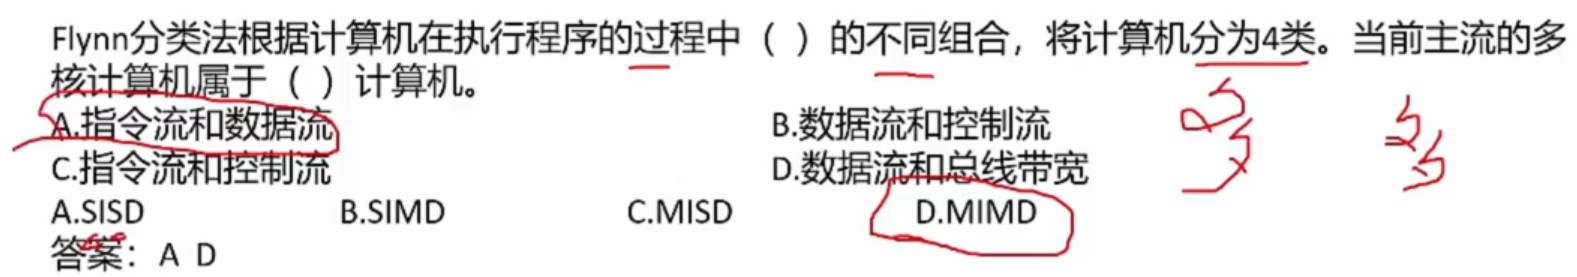 Flynn分类法根据计算机在执行程序的过程中（ ）的不同组合，将计算机分为4类。当前主流的多
核计算机属于（ ）计算机。
A.指令流和数据流 B.数据流和控制流
C.指令流和控制流 D.数据流和总线带宽
A.SISD B.SIMD C.MISD D.MIMD
答案：A D